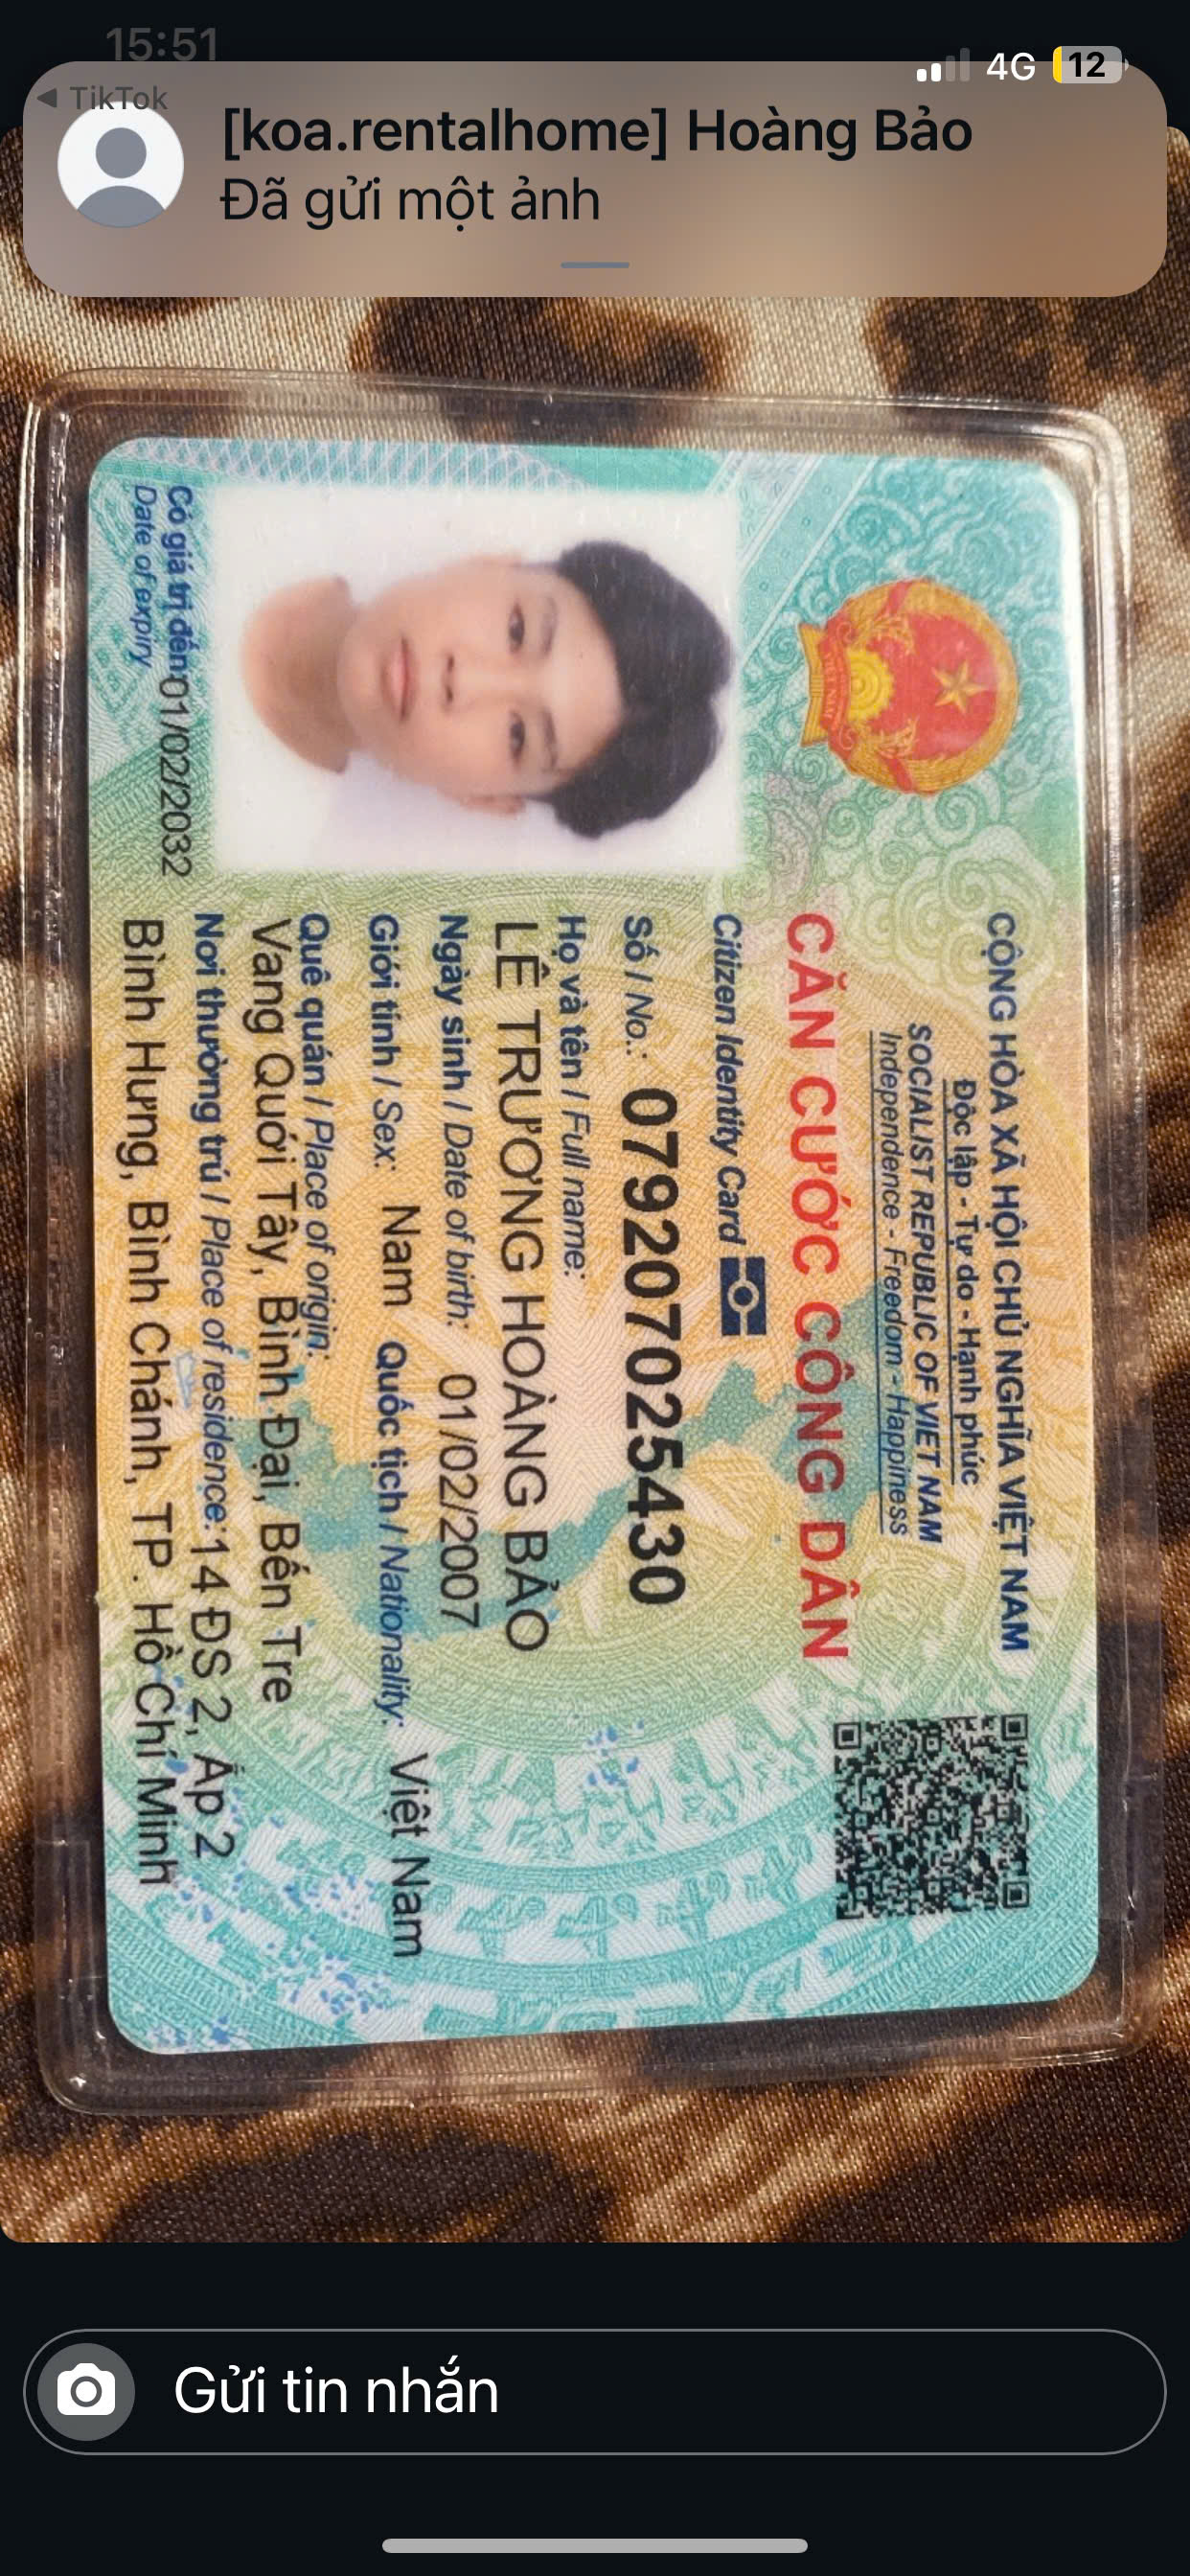 15:51
4G
12
TikTok
[koa.rentalhome] Hoàng Bảo
Đã gửi một ảnh
CỘNG HÒA XÃ HỘI CHỦ NGHĨA VIỆT NAM
Độc lập - Tự do - Hạnh phúc
SOCIALIST REPUBLIC OF VIET NAM
Independence - Freedom - Happiness
CĂN CƯỚC CÔNG DÂN
Citizen Identity Card
Số / No.: 079207025430
Họ và tên / Full name:
LÊ TRƯƠNG HOÀNG BẢO
Ngày sinh / Date of birth: 01/02/2007
Giới tính / Sex: Nam Quốc tịch / Nationality: Việt Nam
Quê quán / Place of origin:
Vang Quới Tây, Bình Đại, Bến Tre
Nơi thường trú / Place of residence: 14 ĐS 2, Ấp 2
Bình Hưng, Bình Chánh, TP. Hồ Chí Minh
Có giá trị đến: 01/02/2032
Date of expiry
Gửi tin nhắn